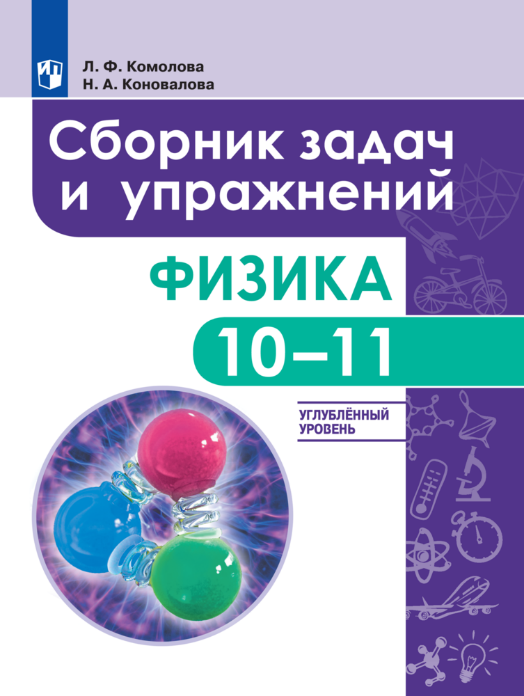 Л. Ф. Комолова
Н. А. Коновалова
Сборник задач
и упражнений
ФИЗИКА
10–11
УГЛУБЛЁННЫЙ
УРОВЕНЬ